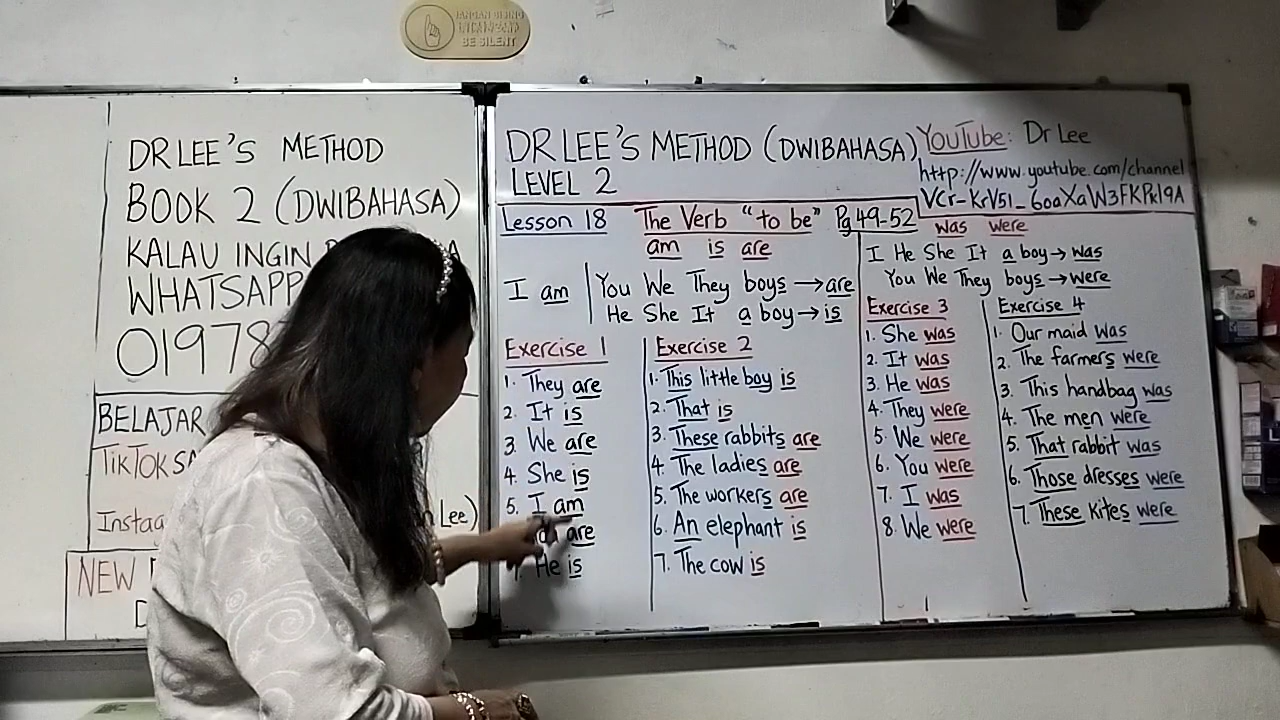 JANGAN BISING
BE SILENT
DR LEE'S METHOD
BOOK 2 (DWIBAHASA)
KALAU INGIN
WHATSAPP
01978
BELAJAR
TIKTOK
Lee)
NEW
DR LEE'S METHOD (DWIBAHASA)
LEVEL 2
YouTube: Dr Lee
http://www.youtube.com/channel
Lesson 18 The Verb "to be" Pg 49-52
am is are
I am
You We They boys → are
He She It a boy → is
was were
I He She It a boy → was
You We They boys → were
Exercise 1
1. They are
2. It is
3. We are
4. She is
5. I am
are
He is
Exercise 2
1. This little boy is
2. That is
3. These rabbits are
4. The ladies are
5. The workers are
6. An elephant is
7. The cow is
Exercise 3
1. She was
2. It was
3. He was
4. They were
5. We were
6. You were
7. I was
8. We were
Exercise 4
1. Our maid was
2. The farmers were
3. This handbag was
4. The men were
5. That rabbit was
6. Those dresses were
7. These kites were